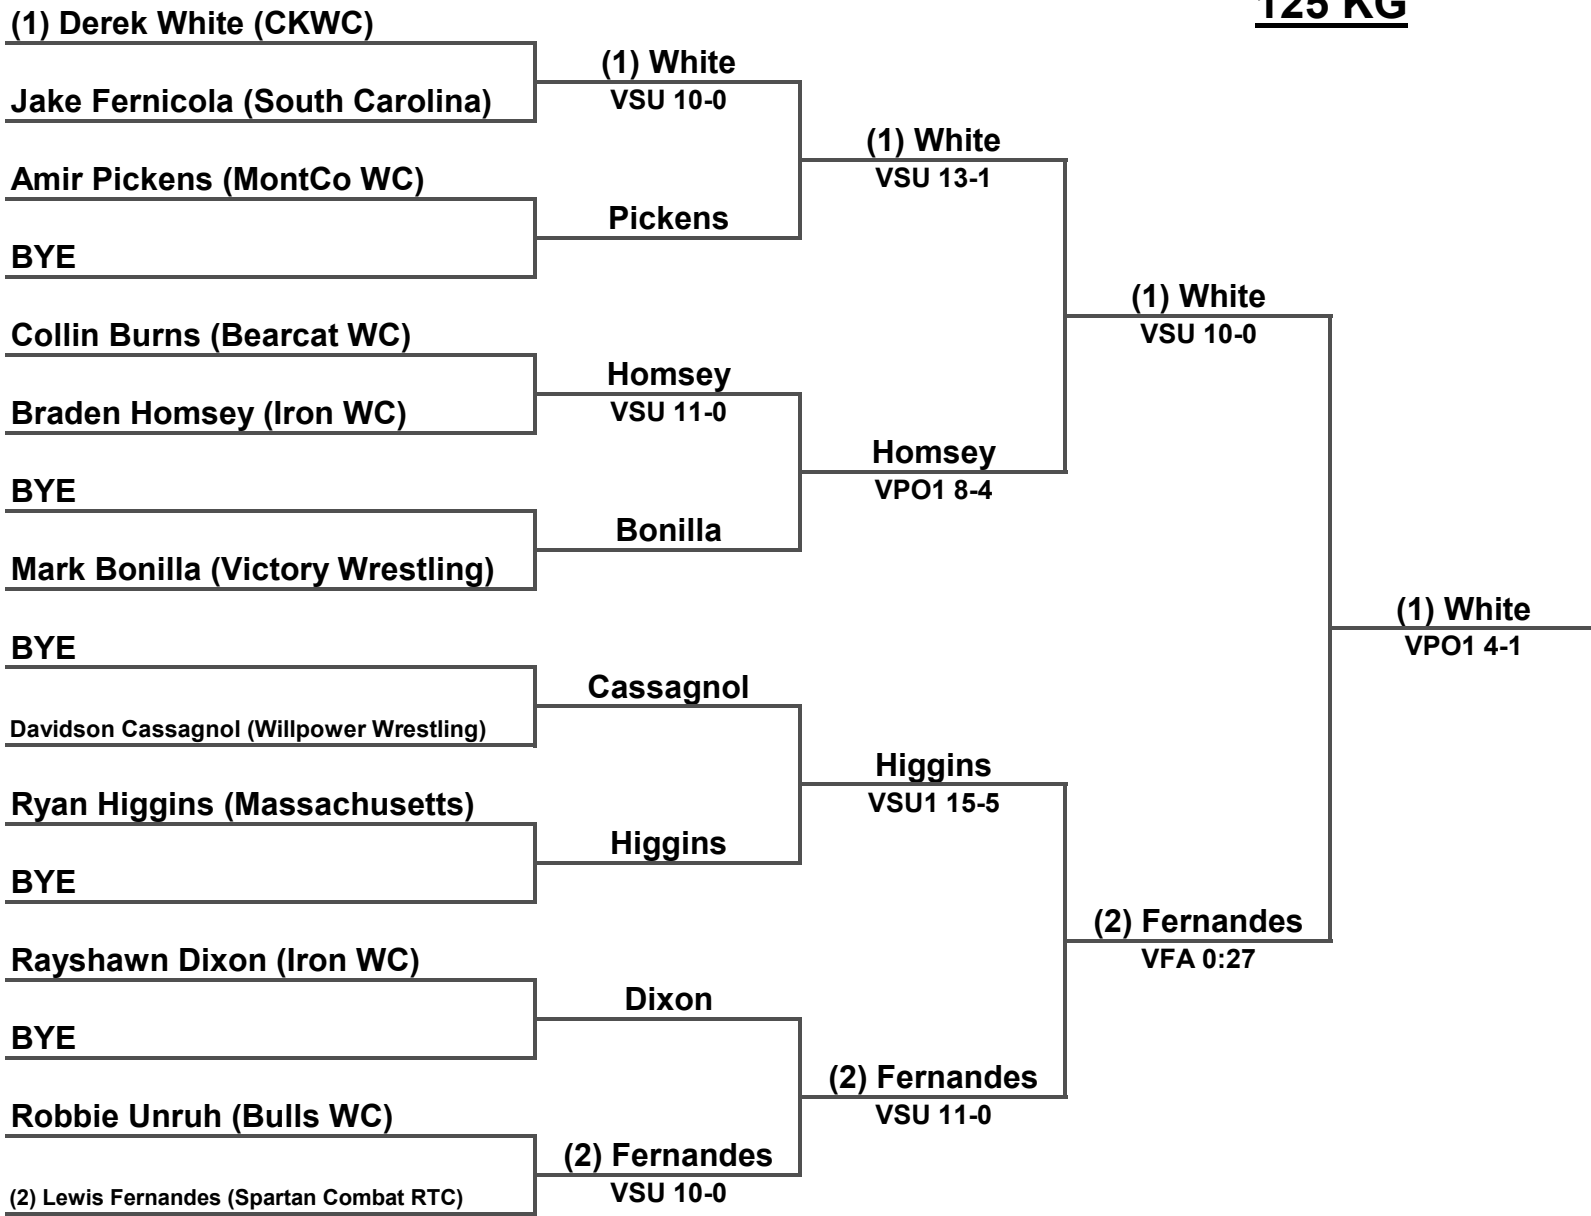 125 KG
(1) Derek White (CKWC)
Jake Fernicola (South Carolina)
Amir Pickens (MontCo WC)
BYE
Collin Burns (Bearcat WC)
Braden Homsey (Iron WC)
BYE
Mark Bonilla (Victory Wrestling)
BYE
Davidson Cassagnol (Willpower Wrestling)
Ryan Higgins (Massachusetts)
BYE
Rayshawn Dixon (Iron WC)
BYE
Robbie Unruh (Bulls WC)
(2) Lewis Fernandes (Spartan Combat RTC)
(1) White
VSU 10-0
Pickens
Homsey
VSU 11-0
Bonilla
Cassagnol
Higgins
Dixon
(2) Fernandes
VSU 10-0
(1) White
VSU 13-1
Homsey
VPO1 8-4
Higgins
VSU1 15-5
(2) Fernandes
VSU 11-0
(1) White
VSU 10-0
(2) Fernandes
VFA 0:27
(1) White
VPO1 4-1